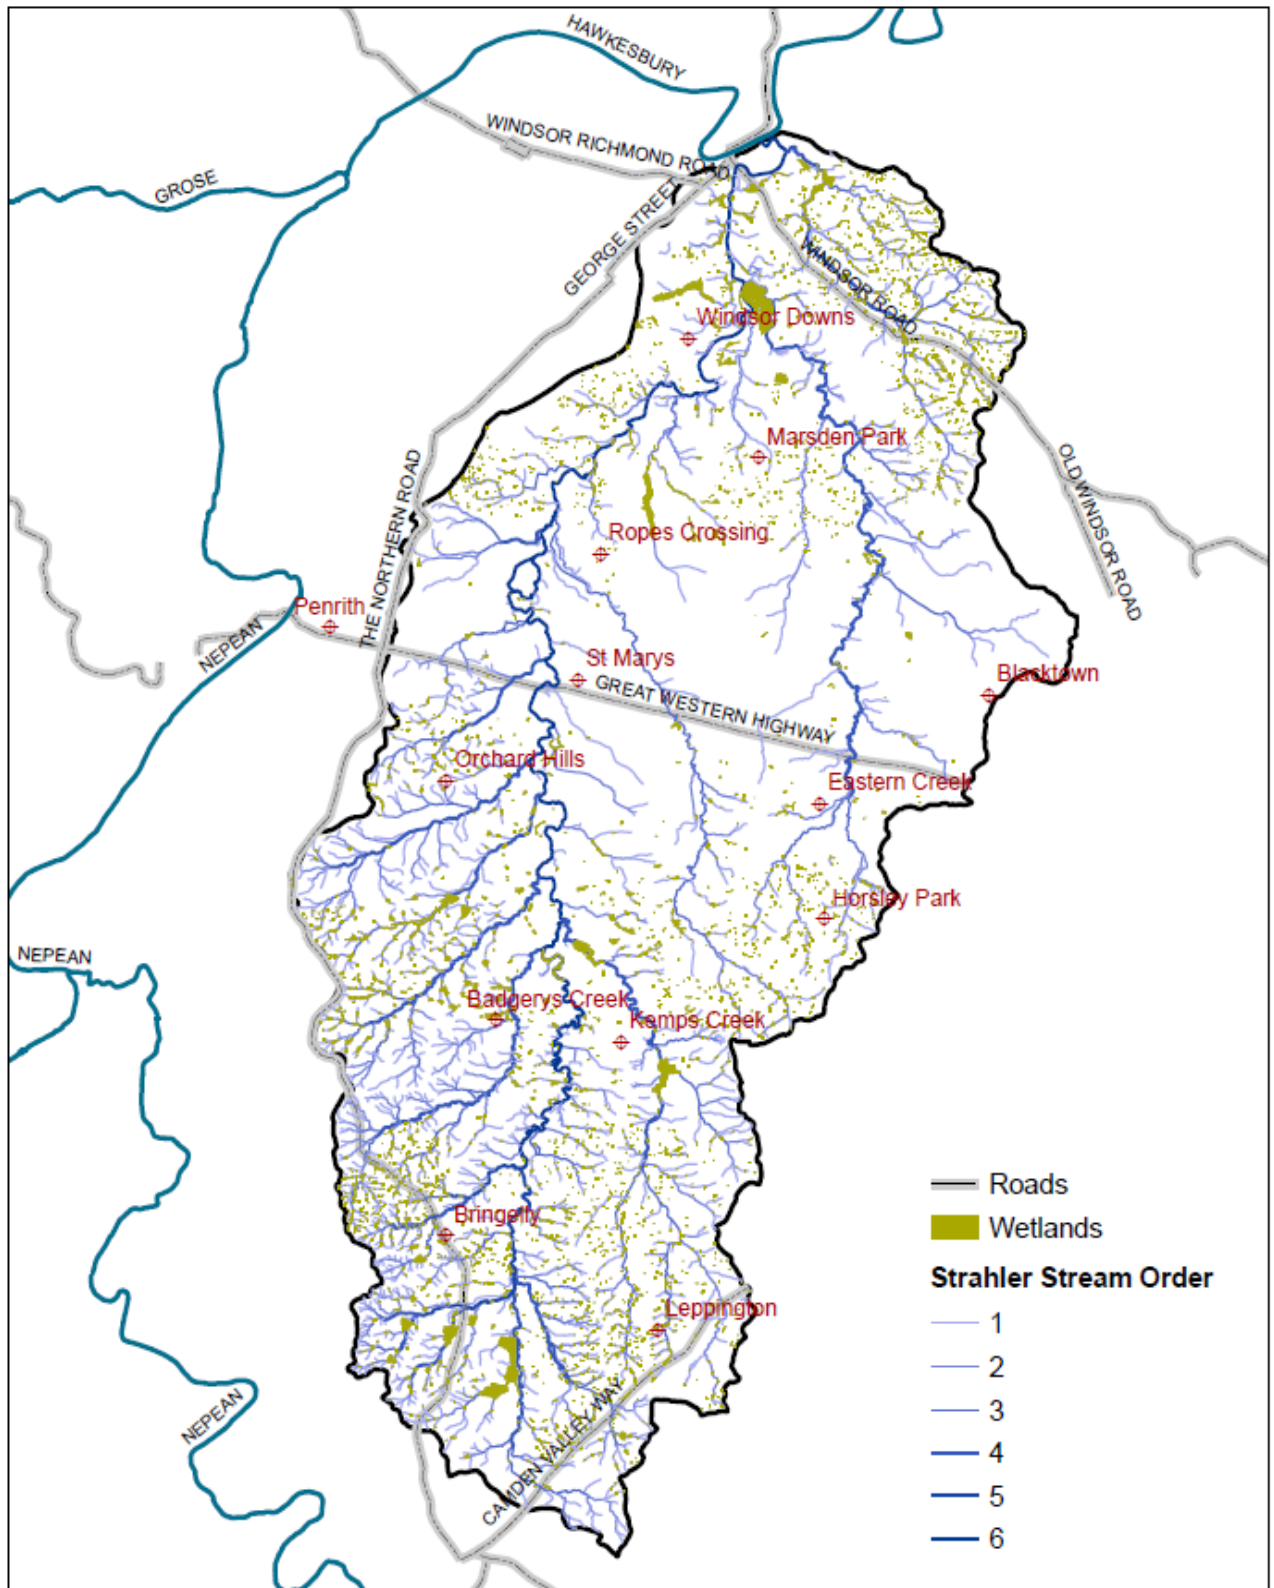 HAWKESBURY
WINDSOR RICHMOND ROAD
GROSE
GEORGE STREET
WINDSOR ROAD
Windsor Downs
Marsden Park
OLD WINDSOR ROAD
THE NORTHERN ROAD
Ropes Crossing
Penrith
NEPEAN
St Marys
GREAT WESTERN HIGHWAY
Blacktown
Orchard Hills
Eastern Creek
Horsley Park
NEPEAN
Badgerys Creek
Kemps Creek
Bringelly
Leppington
NEPEAN
CAMDEN VALLEY WAY
Roads
Wetlands
Strahler Stream Order
1
2
3
4
5
6